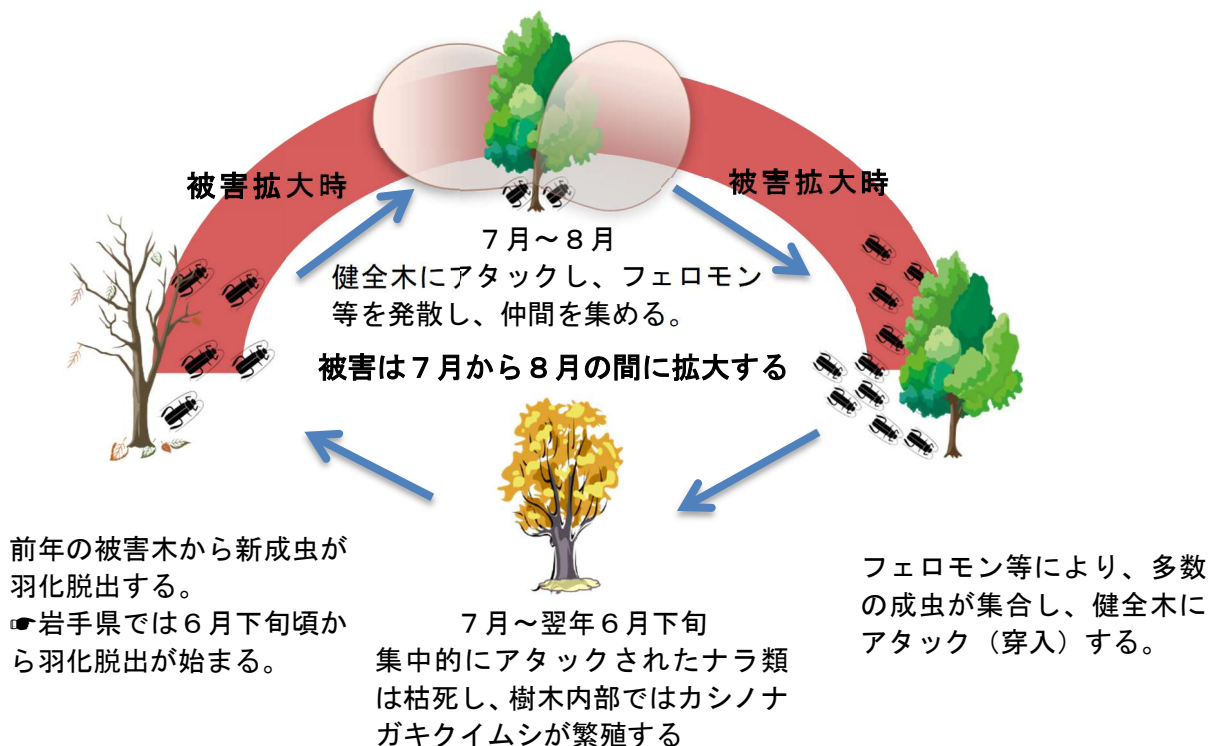 被害拡大時
被害拡大時
７月～８月
健全木にアタックし、フェロモン
等を発散し、仲間を集める。
被害は７月から８月の間に拡大する
前年の被害木から新成虫が
羽化脱出する。
☛岩手県では６月下旬頃か
ら羽化脱出が始まる。
７月～翌年６月下旬
集中的にアタックされたナラ類
は枯死し、樹木内部ではカシノナ
ガキクイムシが繁殖する
フェロモン等により、多数
の成虫が集合し、健全木に
アタック（穿入）する。